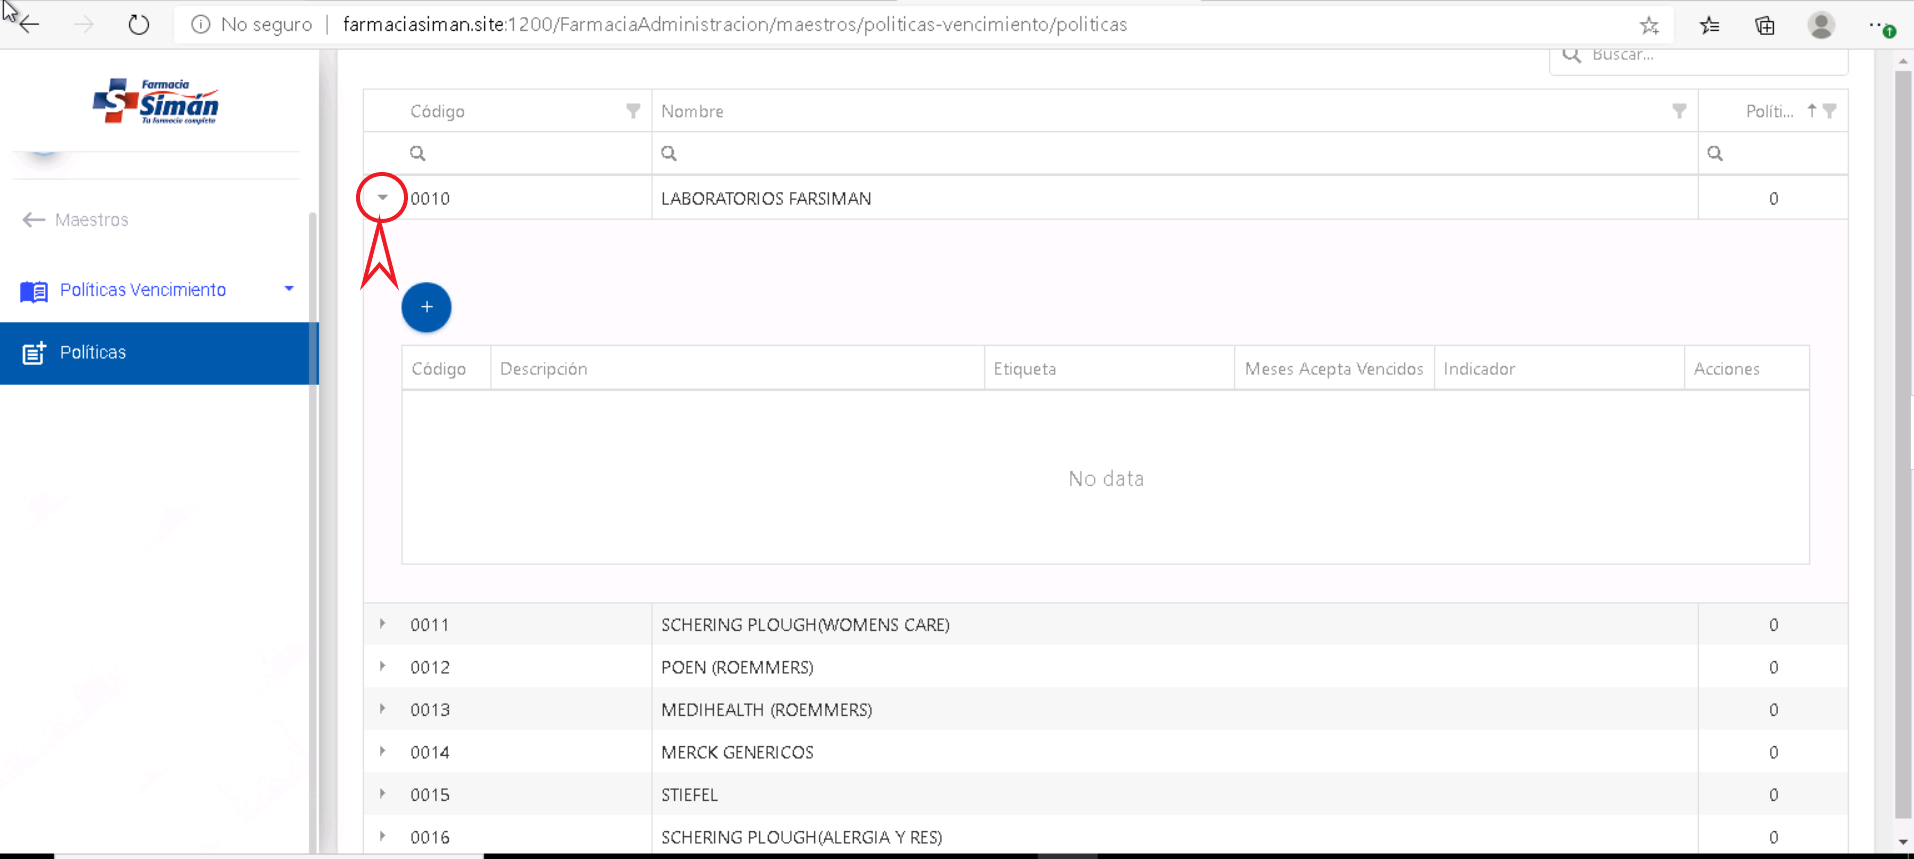 No seguro | farmaciasiman.site:1200/FarmaciaAdministracion/maestros/politicas-vencimiento/politicas
Farmacia
Simán
Tu farmacia completa
Maestros
Políticas Vencimiento
Políticas
Buscar...
Código Nombre Políti...
0010 LABORATORIOS FARSIMAN 0
+
Código Descripción Etiqueta Meses Acepta Vencidos Indicador Acciones
No data
0011 SCHERING PLOUGH(WOMENS CARE) 0
0012 POEN (ROEMMERS) 0
0013 MEDIHEALTH (ROEMMERS) 0
0014 MERCK GENERICOS 0
0015 STIEFEL 0
0016 SCHERING PLOUGH(ALERGIA Y RES) 0